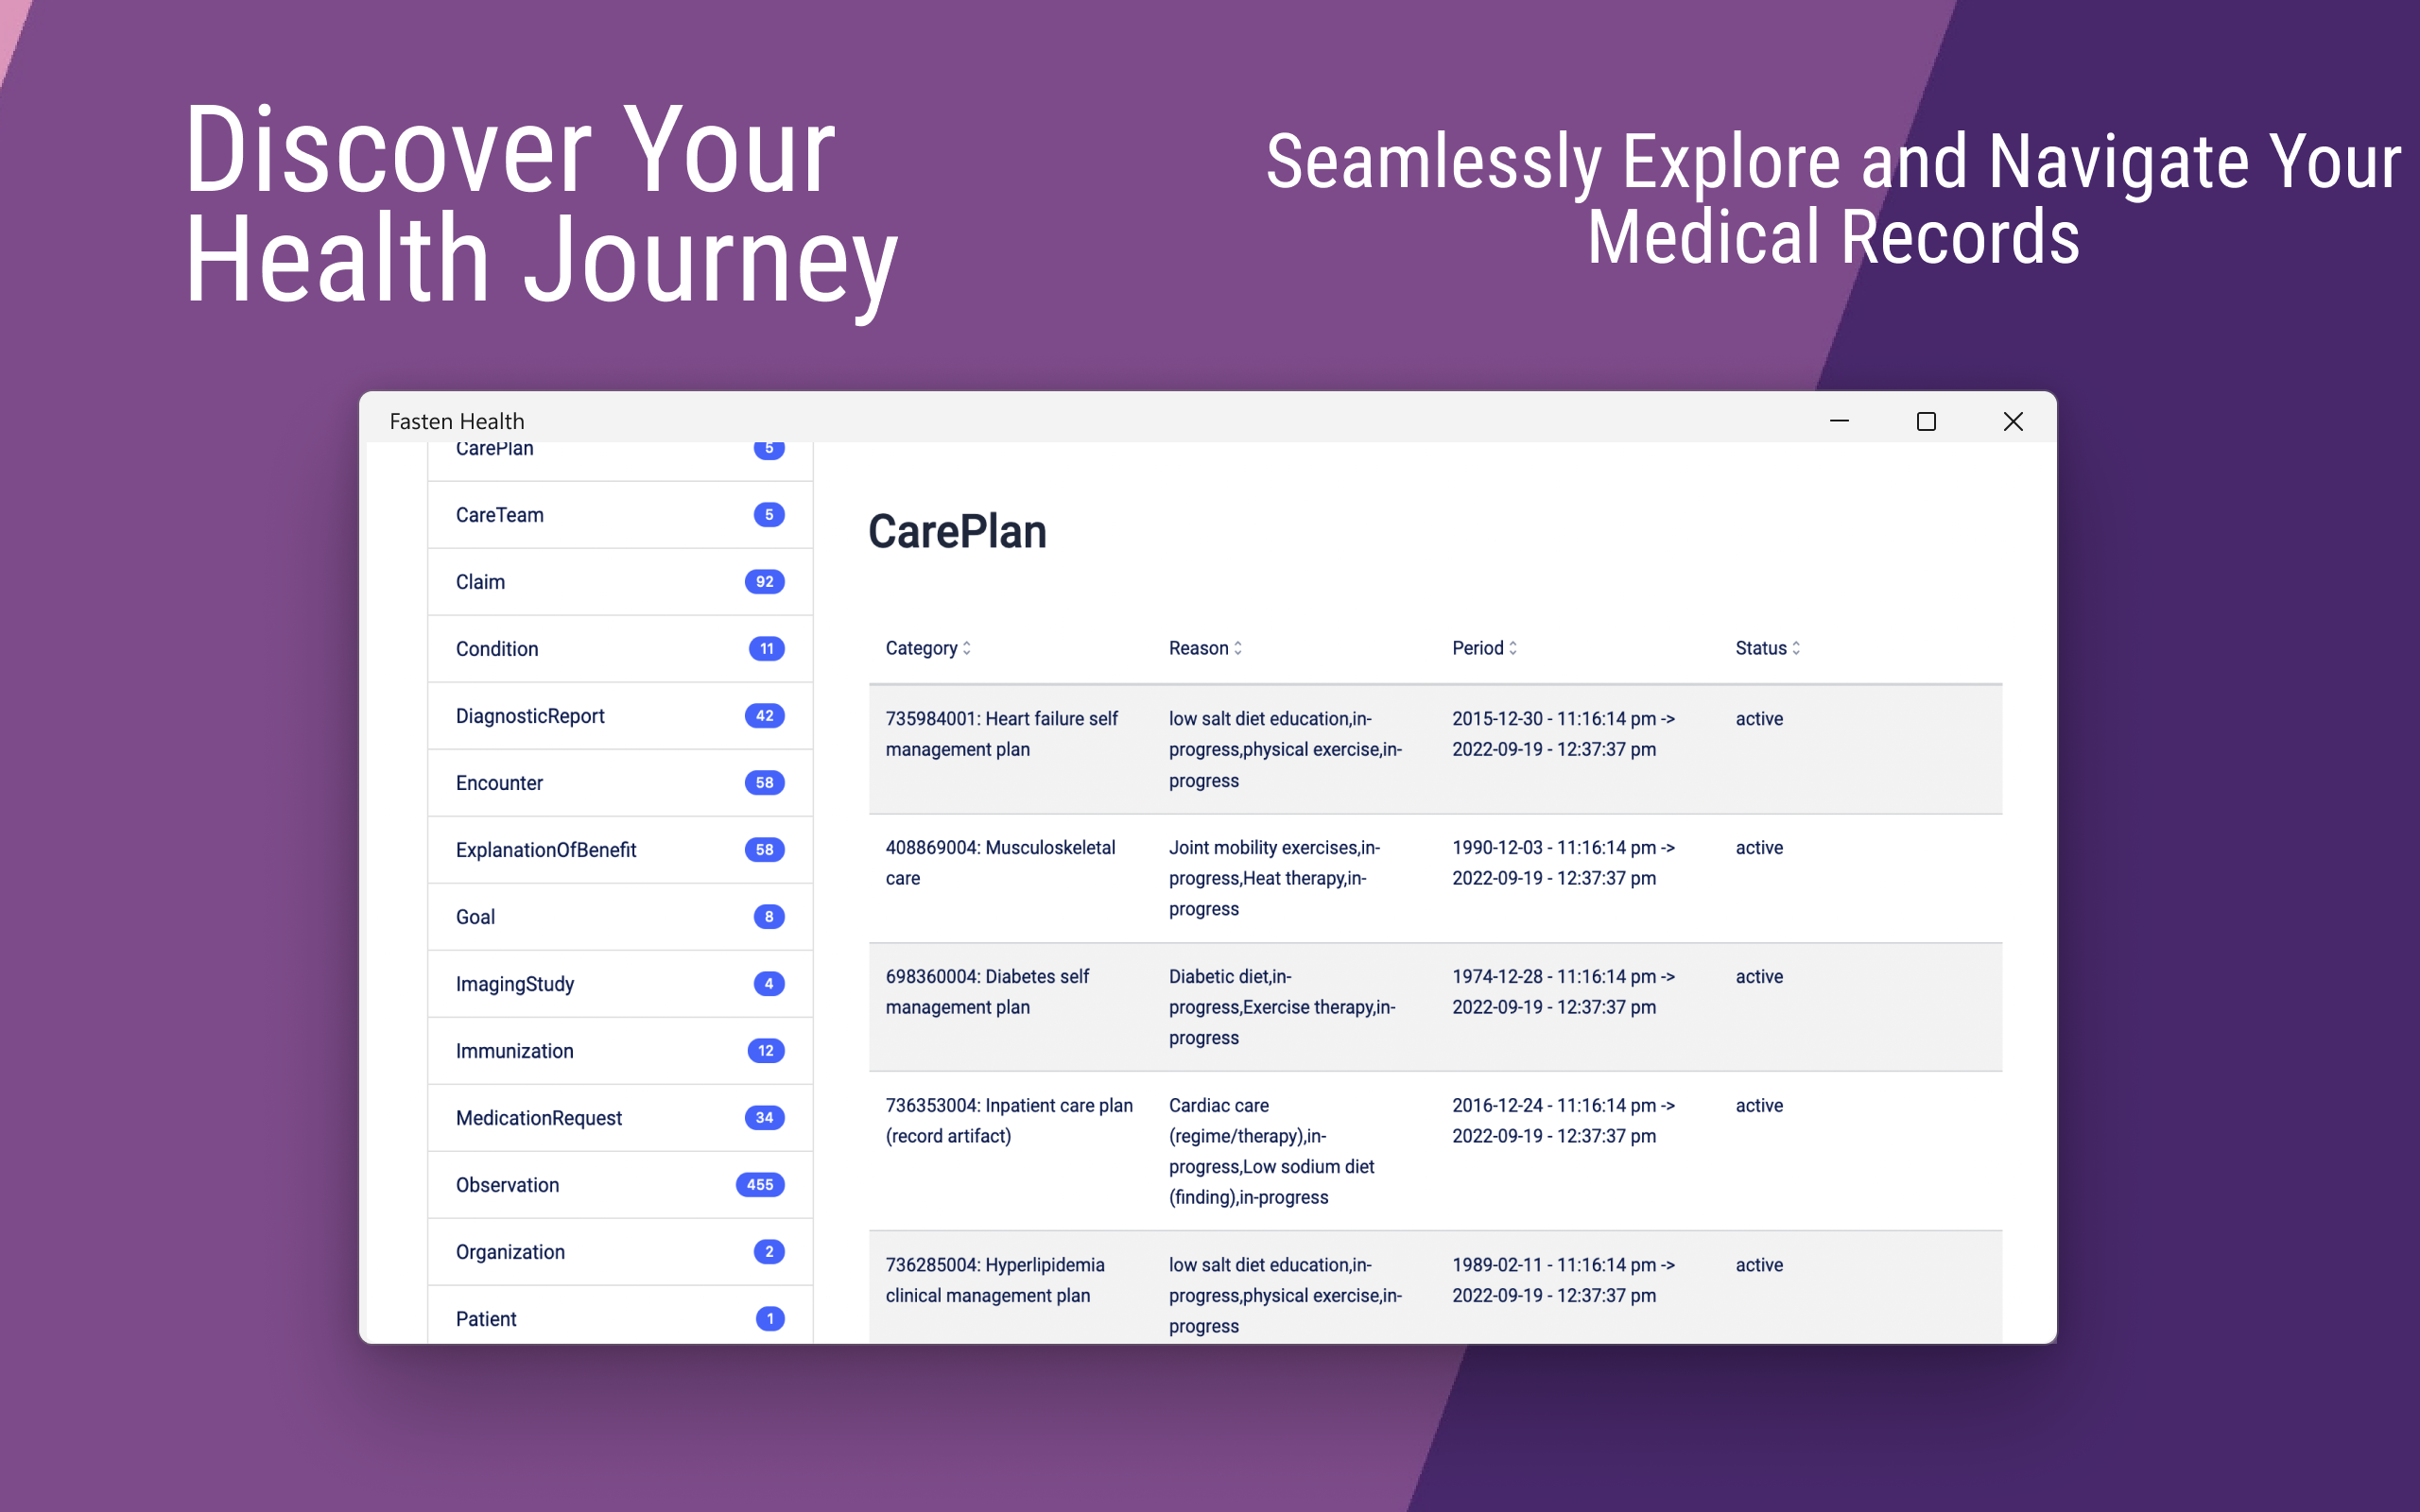 Discover Your
Health Journey
Seamlessly Explore and Navigate Your
Medical Records
Fasten Health
CarePlan 5
CareTeam 5
Claim 92
Condition 11
DiagnosticReport 42
Encounter 58
ExplanationOfBenefit 58
Goal 8
ImagingStudy 4
Immunization 12
MedicationRequest 34
Observation 455
Organization 2
Patient 1
CarePlan
Category Reason Period Status
735984001: Heart failure self
management plan
low salt diet education,in-
progress,physical exercise,in-
progress
2015-12-30 - 11:16:14 pm ->
2022-09-19 - 12:37:37 pm
active
408869004: Musculoskeletal
care
Joint mobility exercises,in-
progress,Heat therapy,in-
progress
1990-12-03 - 11:16:14 pm ->
2022-09-19 - 12:37:37 pm
active
698360004: Diabetes self
management plan
Diabetic diet,in-
progress,Exercise therapy,in-
progress
1974-12-28 - 11:16:14 pm ->
2022-09-19 - 12:37:37 pm
active
736353004: Inpatient care plan
(record artifact)
Cardiac care
(regime/therapy),in-
progress,Low sodium diet
(finding),in-progress
2016-12-24 - 11:16:14 pm ->
2022-09-19 - 12:37:37 pm
active
736285004: Hyperlipidemia
clinical management plan
low salt diet education,in-
progress,physical exercise,in-
progress
1989-02-11 - 11:16:14 pm ->
2022-09-19 - 12:37:37 pm
active